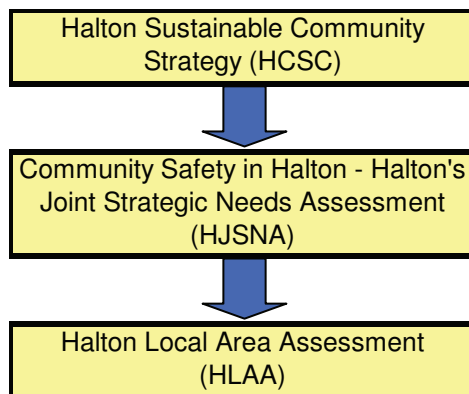 Halton Sustainable Community
Strategy (HCSC)
Community Safety in Halton - Halton's
Joint Strategic Needs Assessment
(HJSNA)
Halton Local Area Assessment
(HLAA)